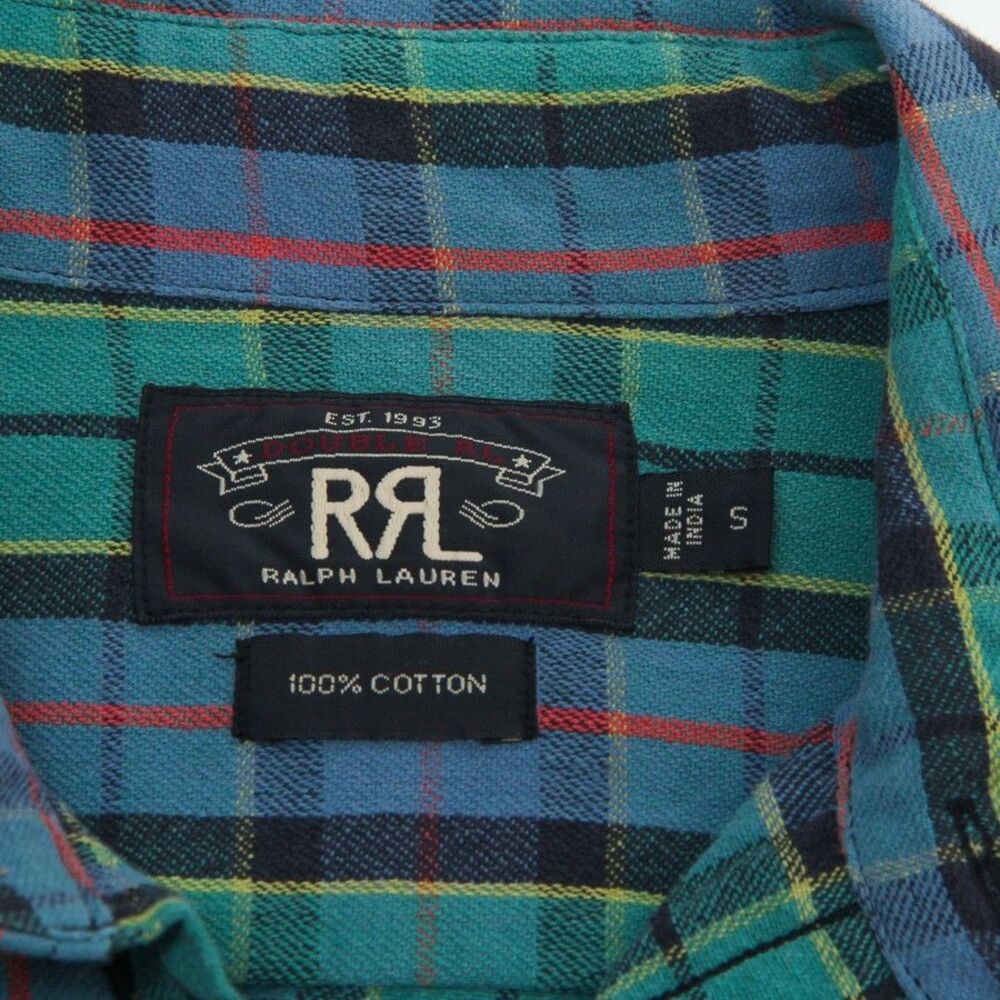 EST. 1993
DOUBLE RL
RRL
RALPH LAUREN
MADE IN
INDIA
S
100% COTTON